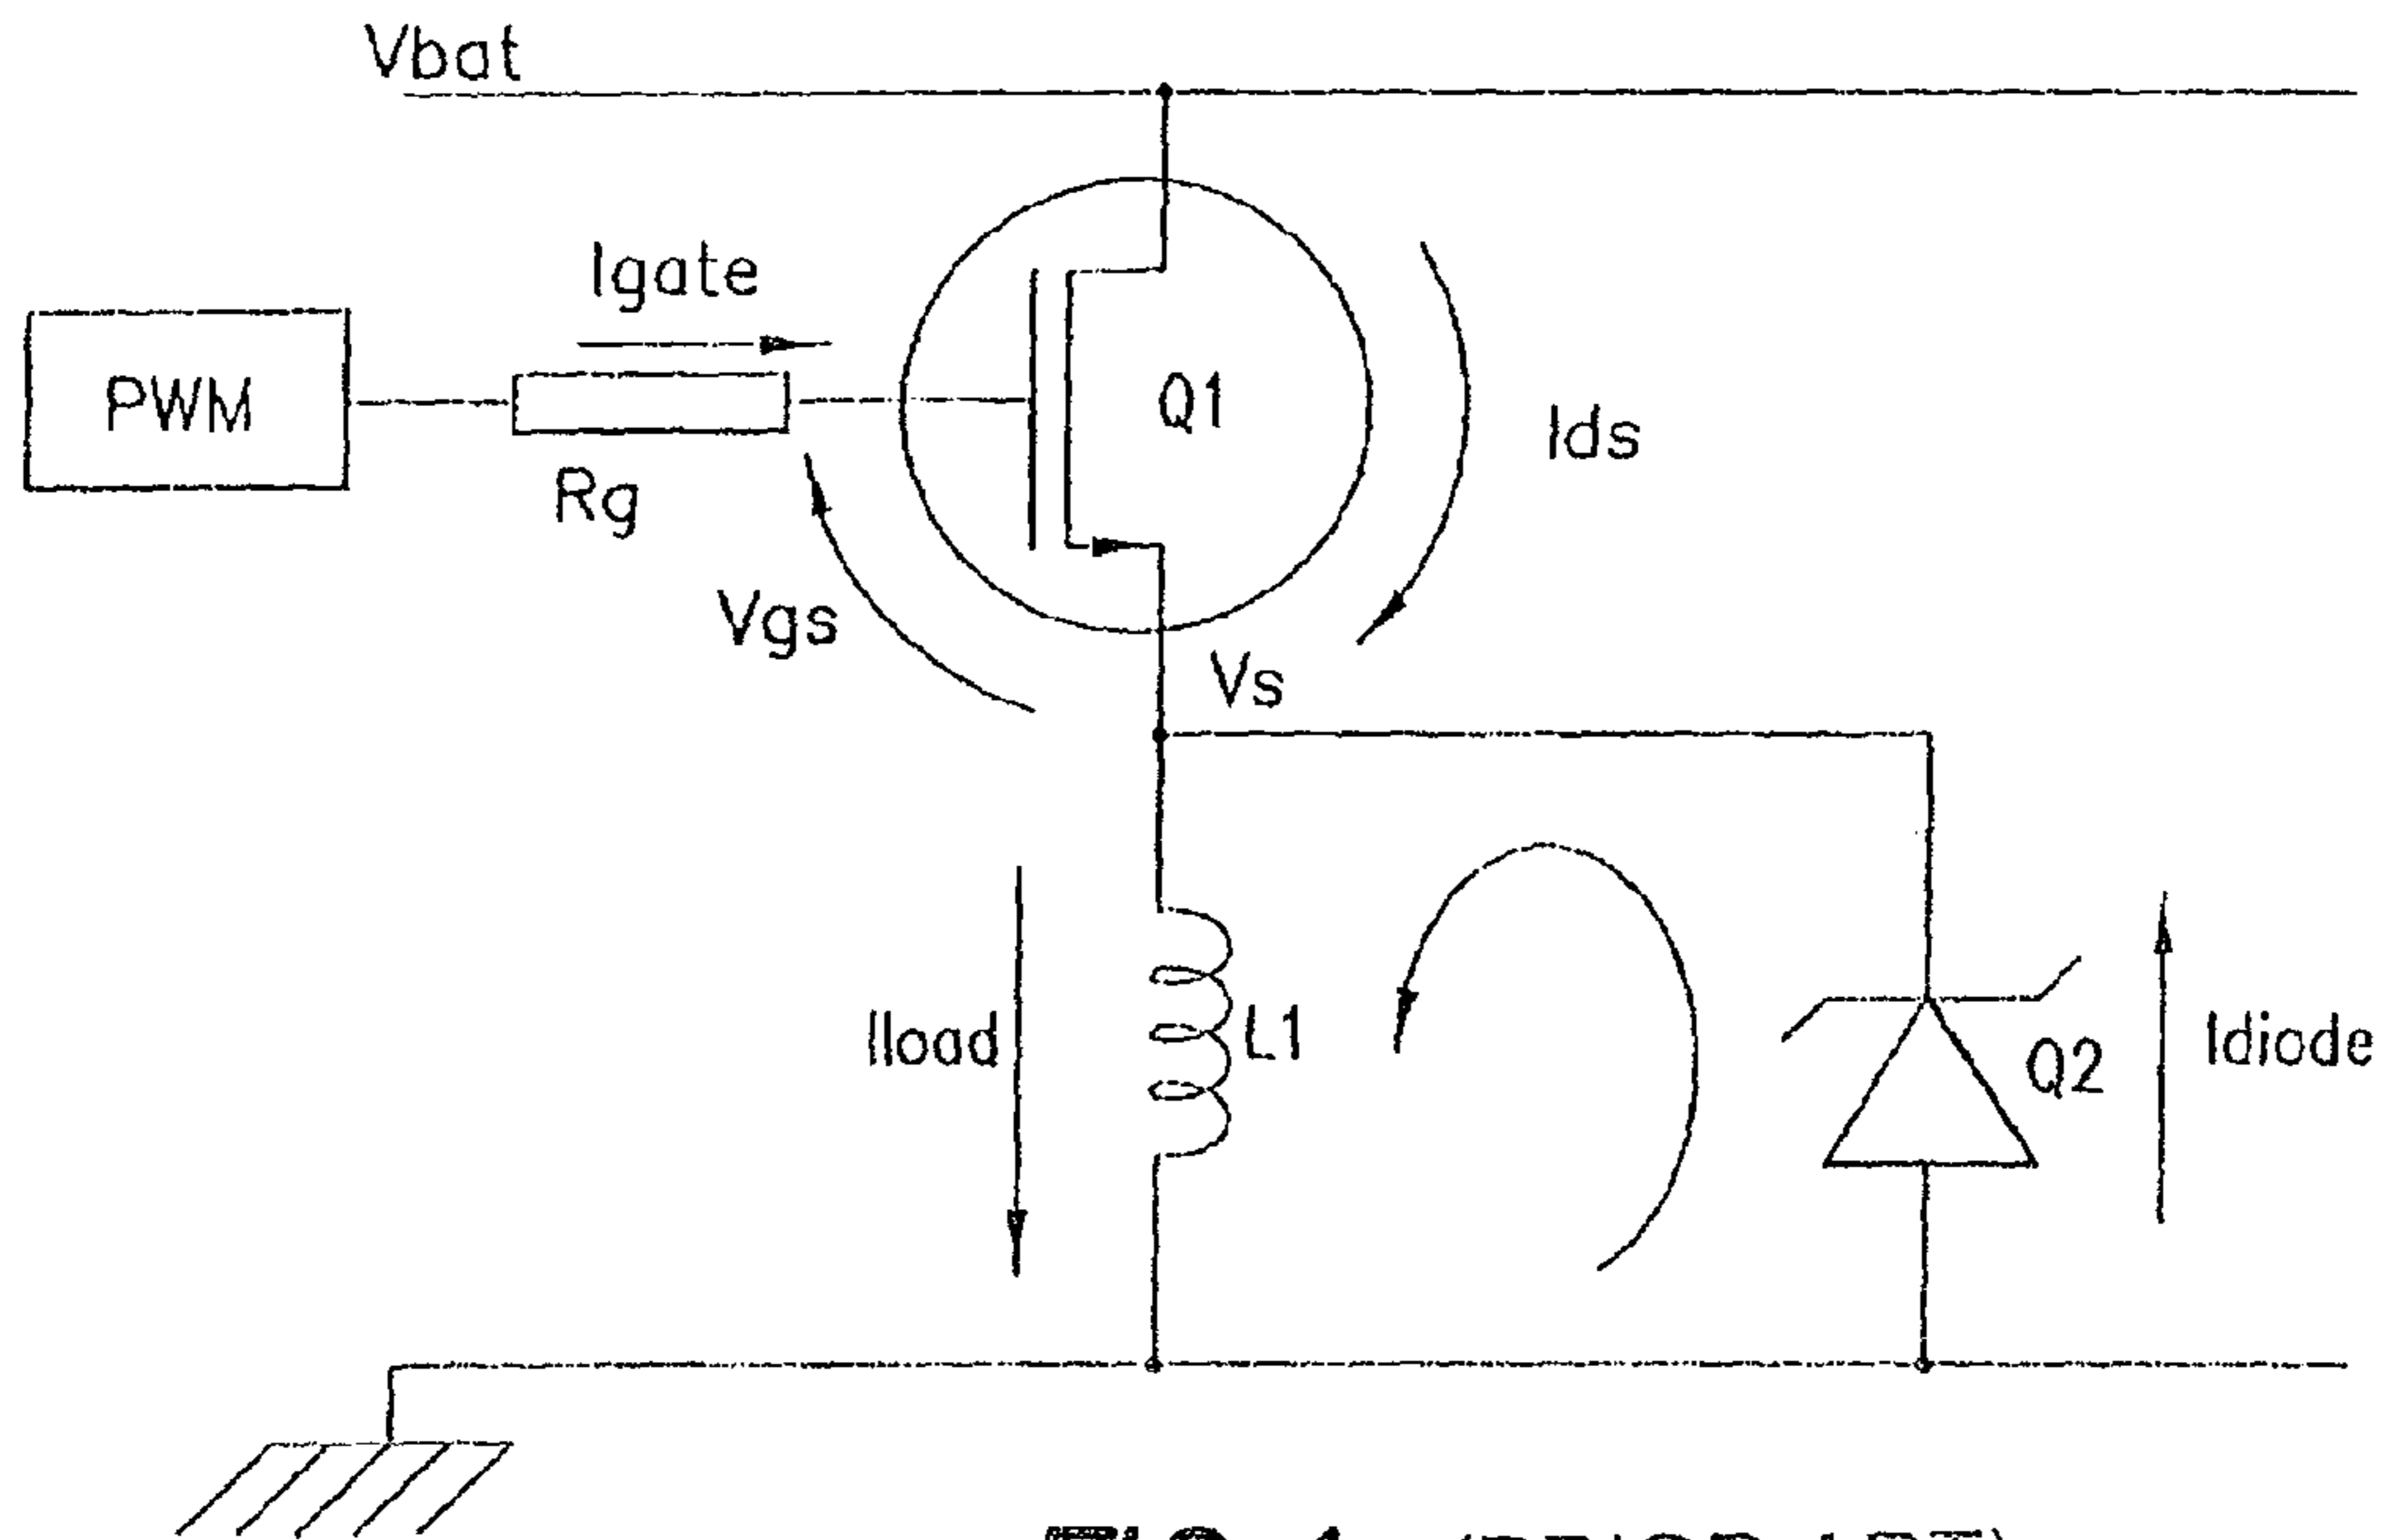 Vbat
Igate
PWM
Q1
Ids
Rg
Vgs
Vs
Iload
L1
Q2
Idiode